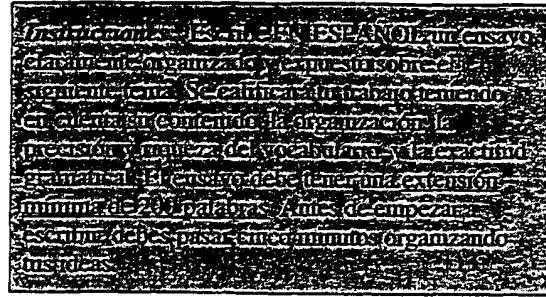 Instrucciones: Escribe EN ESPAÑOL un ensayo
claramente organizado y expuesto sobre el
siguiente tema. Se calificará tu trabajo teniendo
en cuenta su contenido, la organización, la
precisión y riqueza del vocabulario, y la exactitud
gramatical. El ensayo debe tener una extensión
mínima de 200 palabras. Antes de empezar a
escribir, debes pasar cinco minutos organizando
tus ideas.